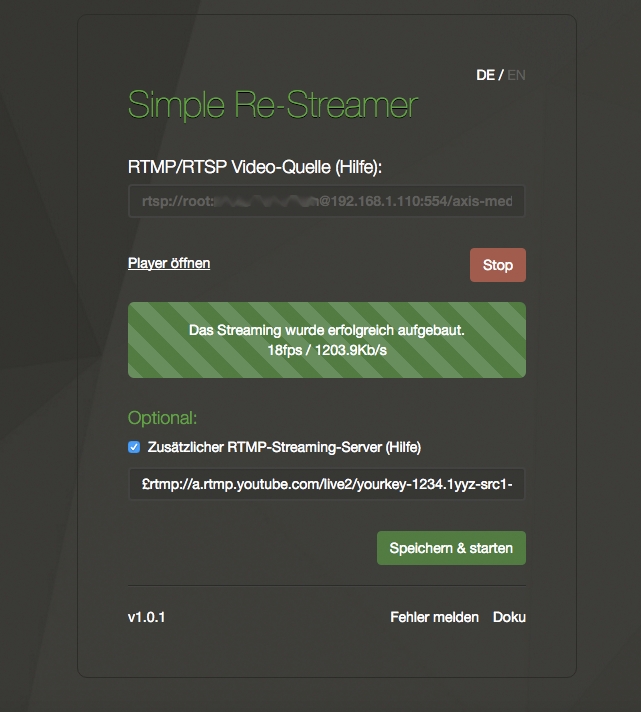 DE / EN
Simple Re-Streamer
RTMP/RTSP Video-Quelle (Hilfe):
rtsp://root: @192.168.1.110:554/axis-med
Player öffnen
Stop
Das Streaming wurde erfolgreich aufgebaut.
18fps / 1203.9Kb/s
Optional:
Zusätzlicher RTMP-Streaming-Server (Hilfe)
£rtmp://a.rtmp.youtube.com/live2/yourkey-1234.1yyz-src1-
Speichern & starten
v1.0.1
Fehler melden
Doku